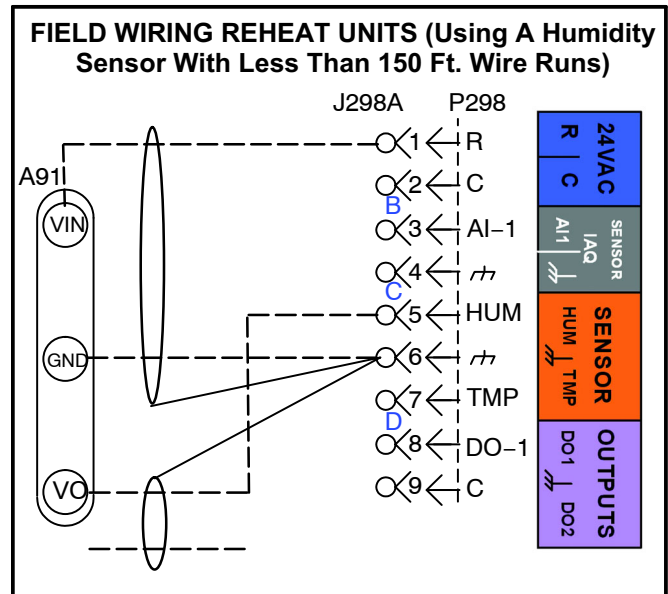 FIELD WIRING REHEAT UNITS (Using A Humidity
Sensor With Less Than 150 Ft. Wire Runs)
J298A P298
A91
VIN
GND
VO
1 R
2 C
B
3 AI-1
4
C
5 HUM
6
7 TMP
D
8 DO-1
9 C
24VAC
R C
SENSOR
IAQ
AI1
SENSOR
HUM TMP
OUTPUTS
DO1 DO2